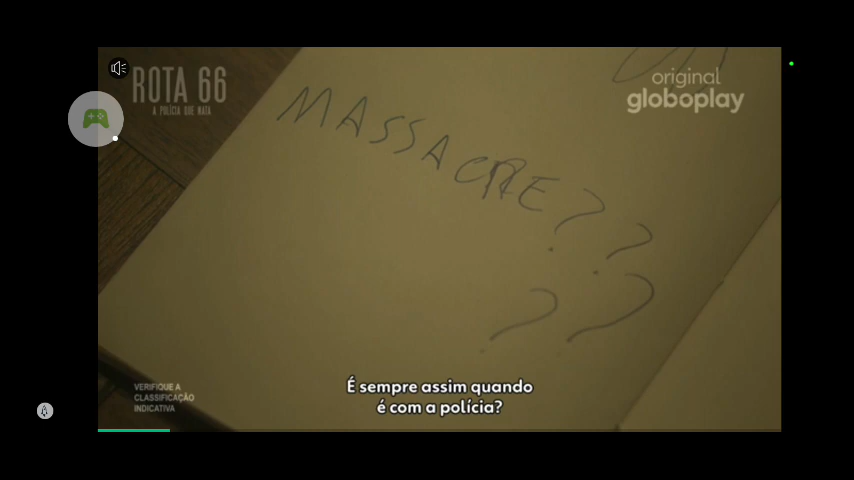 ROTA 66
A POLÍCIA QUE MATA
original
globoplay
MASSACRE??
??
VERIFIQUE A
CLASSIFICAÇÃO
INDICATIVA
É sempre assim quando
é com a polícia?